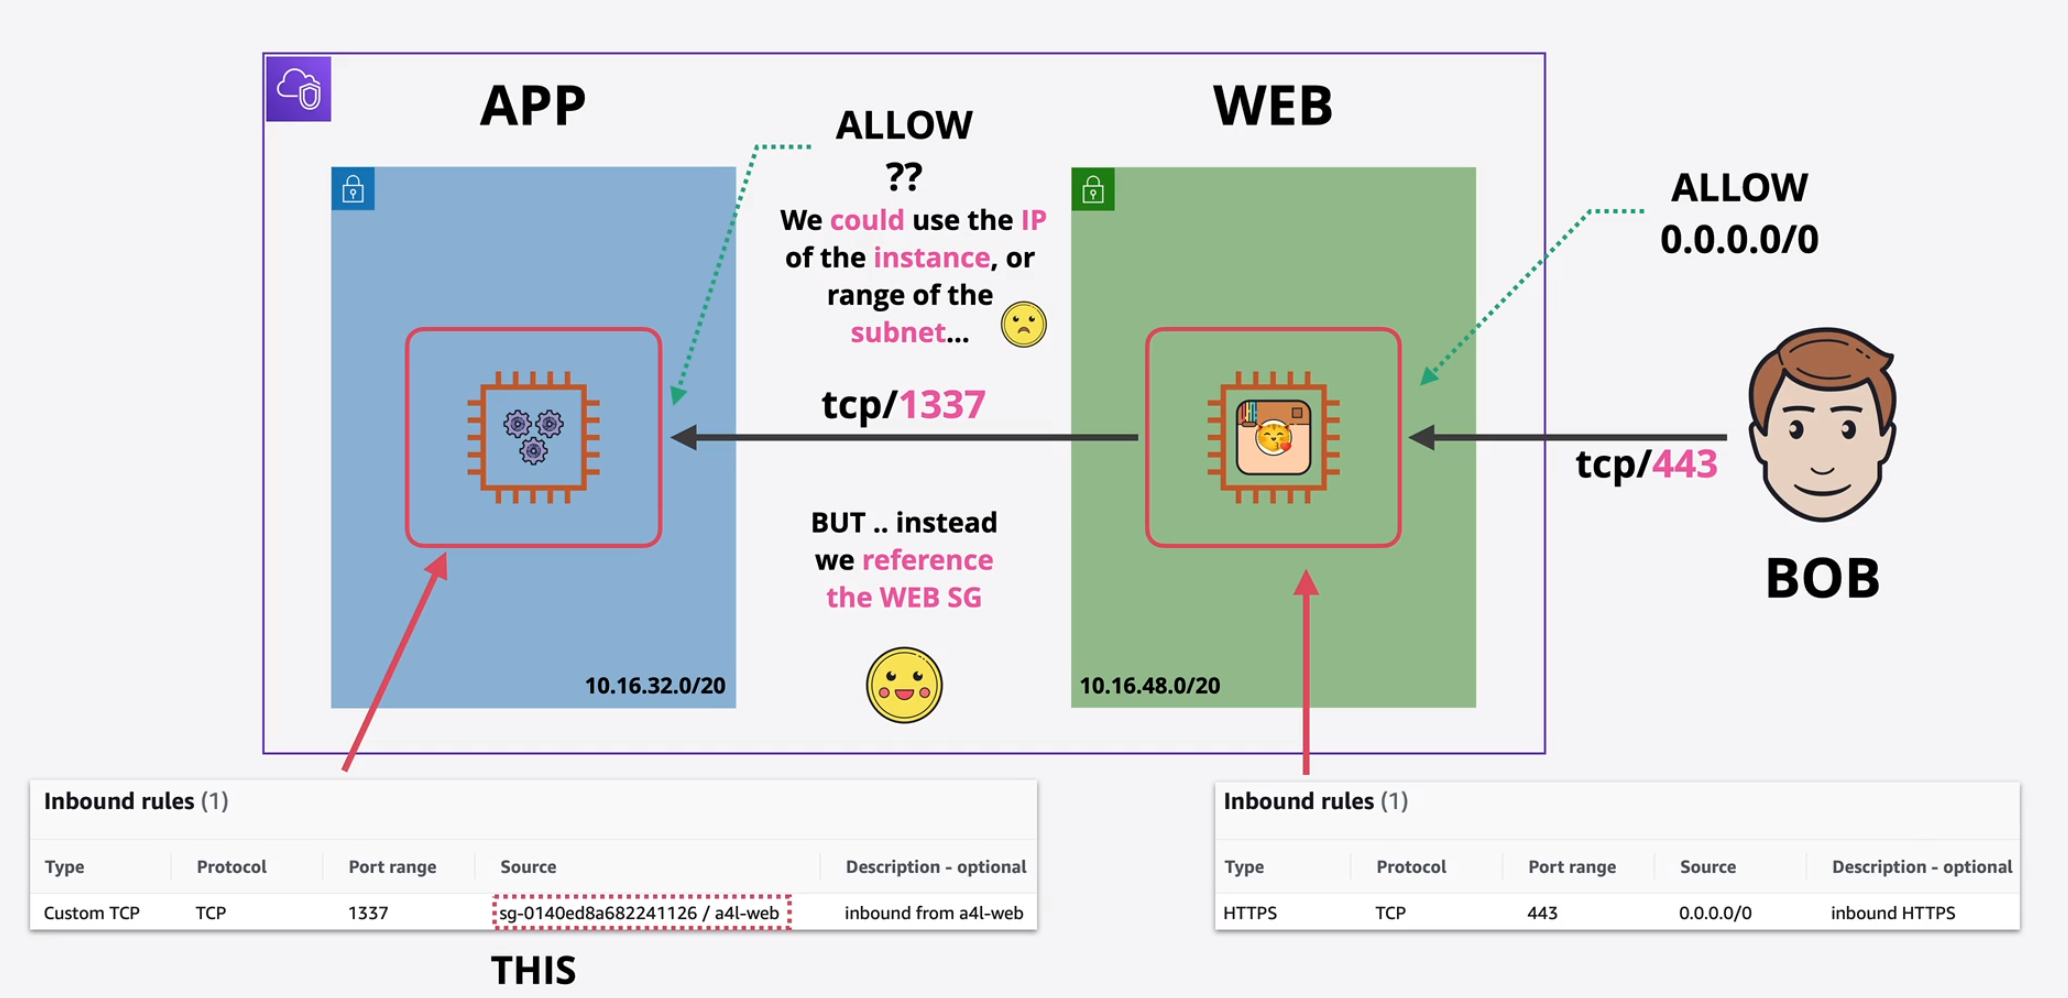 APP
WEB
ALLOW
??
We could use the IP
of the instance, or
range of the
subnet...
ALLOW
0.0.0.0/0
tcp/1337
tcp/443
BUT .. instead
we reference
the WEB SG
BOB
10.16.32.0/20
10.16.48.0/20
Inbound rules (1)
Type Protocol Port range Source Description - optional
Custom TCP TCP 1337 sg-0140ed8a682241126 / a4l-web inbound from a4l-web
THIS
Inbound rules (1)
Type Protocol Port range Source Description - optional
HTTPS TCP 443 0.0.0.0/0 inbound HTTPS